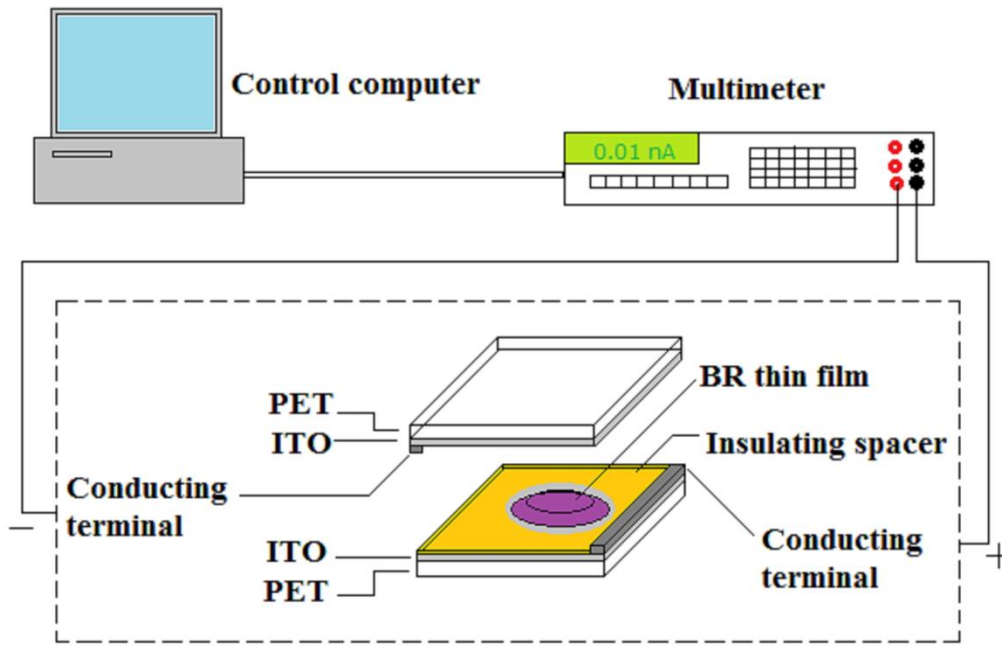 Control computer
Multimeter
0.01 nA
BR thin film
PET
ITO
Insulating spacer
Conducting
terminal
−
ITO
PET
Conducting
terminal
+